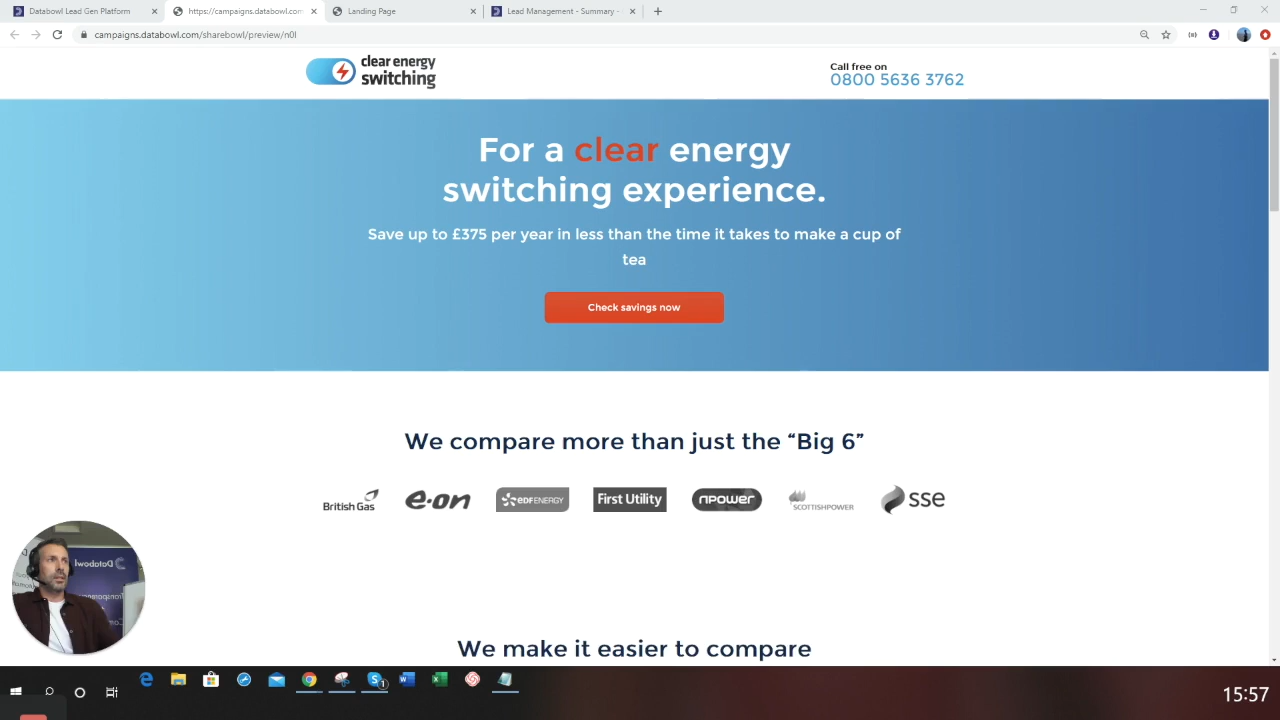 Databowl Lead Gen Platform
https://campaigns.databowl.com
Landing Page
Lead Management - Summary -
campaigns.databowl.com/sharebowl/preview/n0l
clear energy
switching
Call free on
0800 5636 3762
For a clear energy
switching experience.
Save up to £375 per year in less than the time it takes to make a cup of
tea
Check savings now
We compare more than just the “Big 6”
British Gas
e·on
EDF ENERGY
First Utility
npower
SCOTTISHPOWER
sse
Databowl
We make it easier to compare
1
15:57